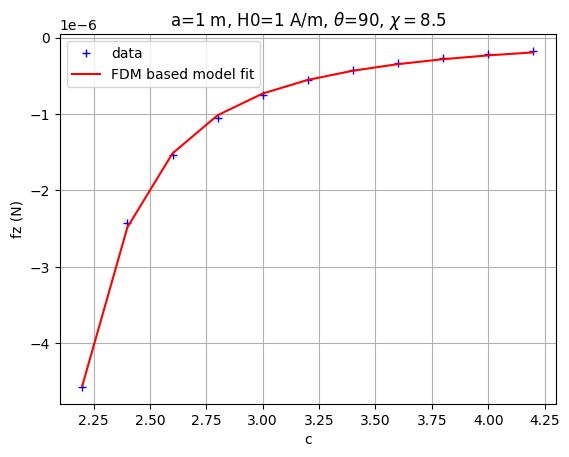 a=1 m, H0=1 A/m, θ=90, χ = 8.5
1e−6
data
FDM based model fit
0
−1
−2
−3
−4
fz (N)
2.25 2.50 2.75 3.00 3.25 3.50 3.75 4.00 4.25
c